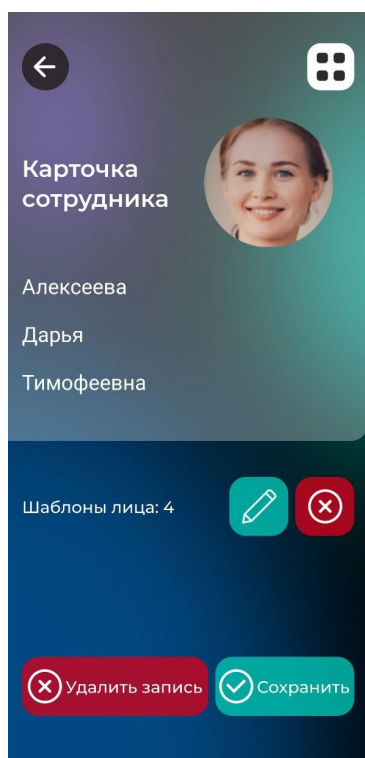 Карточка
сотрудника
Алексеева
Дарья
Тимофеевна
Шаблоны лица: 4
Удалить запись
Сохранить